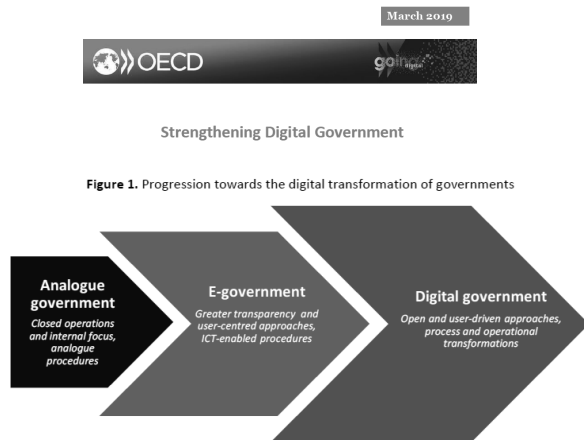 March 2019
OECD
going
digital
Strengthening Digital Government
Figure 1. Progression towards the digital transformation of governments
Analogue
government
Closed operations
and internal focus,
analogue
procedures
E-government
Greater transparency and
user-centred approaches,
ICT-enabled procedures
Digital government
Open and user-driven approaches,
process and operational
transformations